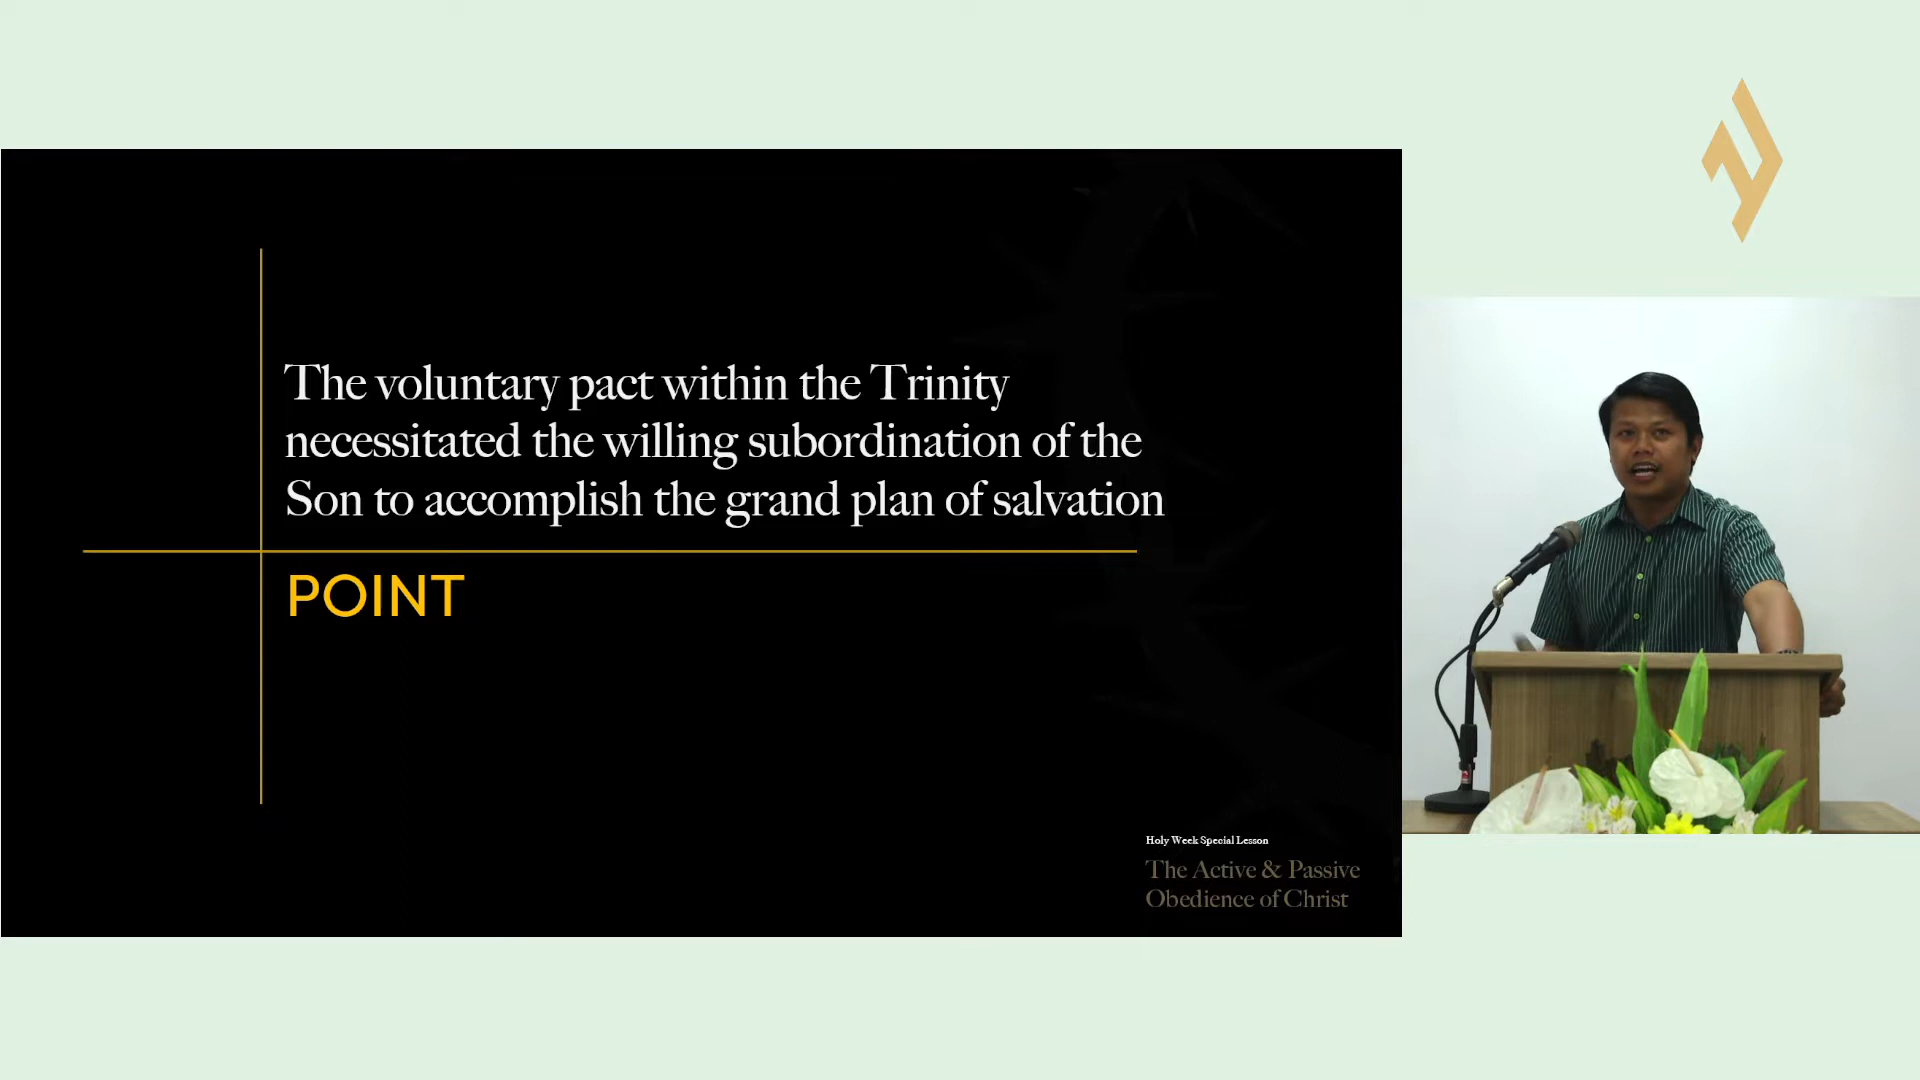 The voluntary pact within the Trinity
necessitated the willing subordination of the
Son to accomplish the grand plan of salvation
POINT
Holy Week Special Lesson
The Active & Passive
Obedience of Christ